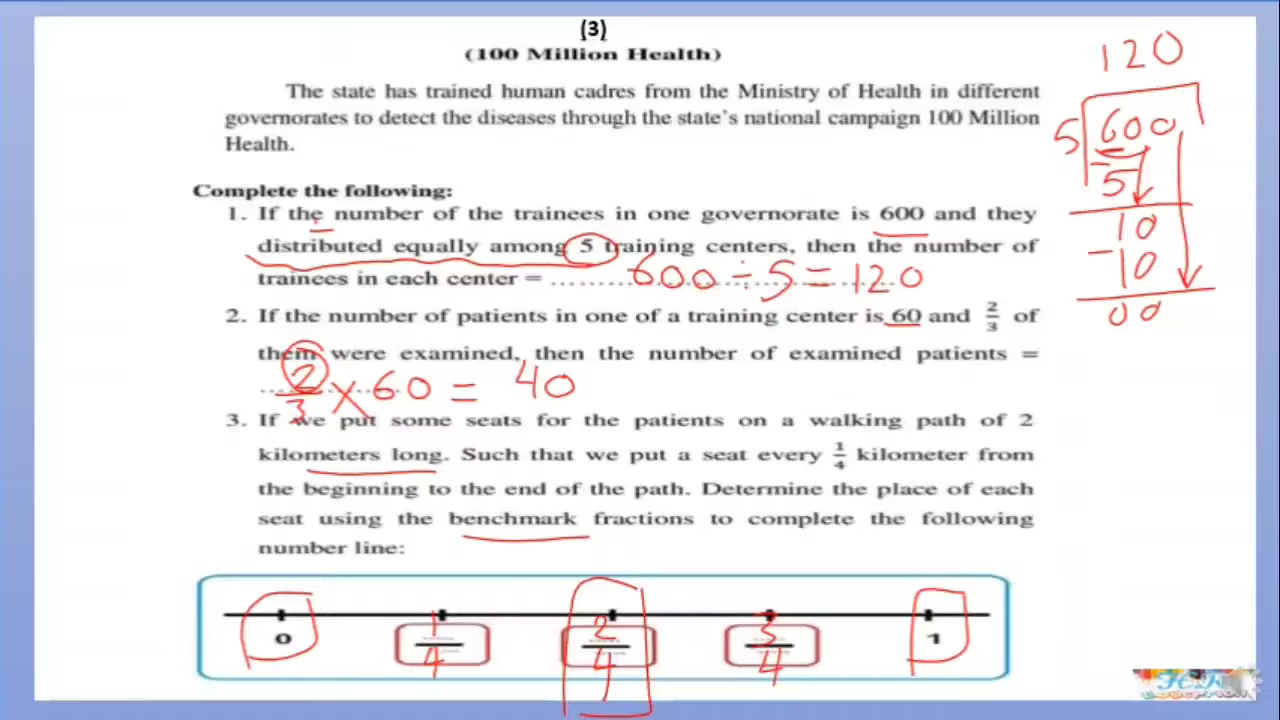 (3)
(100 Million Health)
The state has trained human cadres from the Ministry of Health in different
governorates to detect the diseases through the state's national campaign 100 Million
Health.
Complete the following:
1. If the number of the trainees in one governorate is 600 and they
distributed equally among 5 training centers, then the number of
trainees in each center = 600 ÷ 5 = 120
2. If the number of patients in one of a training center is 60 and 2/3 of
them were examined, then the number of examined patients =
2/3 × 60 = 40
3. If we put some seats for the patients on a walking path of 2
kilometers long. Such that we put a seat every 1/4 kilometer from
the beginning to the end of the path. Determine the place of each
seat using the benchmark fractions to complete the following
number line:
0 1/4 2/4 3/4 1
120
5 600
- 5
10
- 10
00